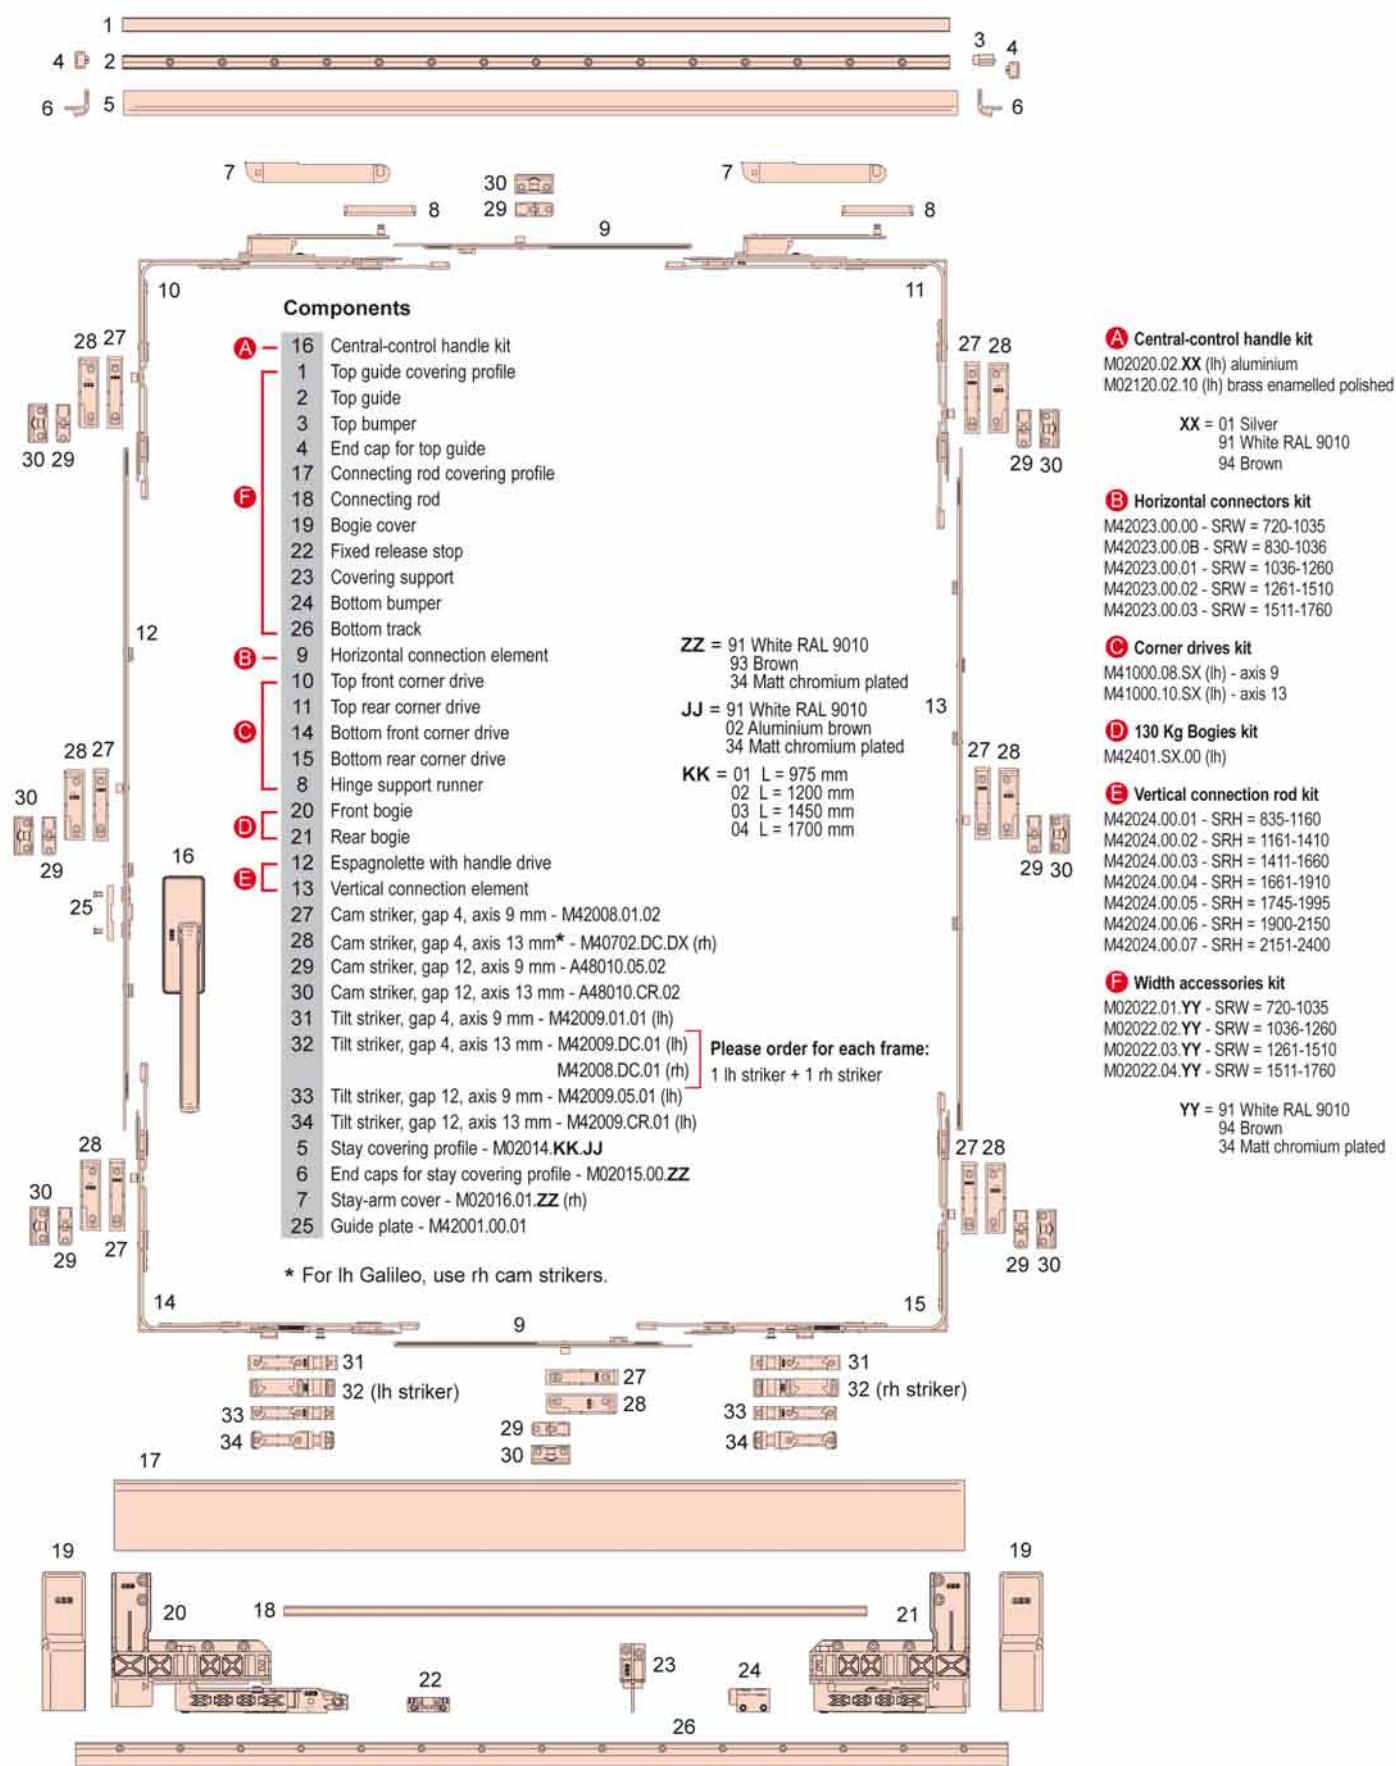 1
4 2
3 4
6 5
6
7
7
30
29
8
9
8
10
11
Components
A 16 Central-control handle kit
1 Top guide covering profile
2 Top guide
3 Top bumper
4 End cap for top guide
17 Connecting rod covering profile
F 18 Connecting rod
19 Bogie cover
22 Fixed release stop
23 Covering support
24 Bottom bumper
26 Bottom track
B 9 Horizontal connection element
10 Top front corner drive
11 Top rear corner drive
C 14 Bottom front corner drive
15 Bottom rear corner drive
8 Hinge support runner
D 20 Front bogie
21 Rear bogie
E 12 Espagnolette with handle drive
13 Vertical connection element
27 Cam striker, gap 4, axis 9 mm - M42008.01.02
28 Cam striker, gap 4, axis 13 mm* - M40702.DC.DX (rh)
29 Cam striker, gap 12, axis 9 mm - A48010.05.02
30 Cam striker, gap 12, axis 13 mm - A48010.CR.02
31 Tilt striker, gap 4, axis 9 mm - M42009.01.01 (lh)
32 Tilt striker, gap 4, axis 13 mm - M42009.DC.01 (lh)
M42008.DC.01 (rh)
Please order for each frame:
1 lh striker + 1 rh striker
33 Tilt striker, gap 12, axis 9 mm - M42009.05.01 (lh)
34 Tilt striker, gap 12, axis 13 mm - M42009.CR.01 (lh)
5 Stay covering profile - M02014.KK.JJ
6 End caps for stay covering profile - M02015.00.ZZ
7 Stay-arm cover - M02016.01.ZZ (rh)
25 Guide plate - M42001.00.01
* For lh Galileo, use rh cam strikers.
ZZ = 91 White RAL 9010
93 Brown
34 Matt chromium plated
JJ = 91 White RAL 9010
02 Aluminium brown
34 Matt chromium plated
KK = 01 L = 975 mm
02 L = 1200 mm
03 L = 1450 mm
04 L = 1700 mm
28 27
30 29
12
28 27
30
29
16
25
28
30
29 27
14
27 28
29 30
13
27 28
29 30
27 28
29 30
15
A Central-control handle kit
M02020.02.XX (lh) aluminium
M02120.02.10 (lh) brass enamelled polished
XX = 01 Silver
91 White RAL 9010
94 Brown
B Horizontal connectors kit
M42023.00.00 - SRW = 720-1035
M42023.00.0B - SRW = 830-1036
M42023.00.01 - SRW = 1036-1260
M42023.00.02 - SRW = 1261-1510
M42023.00.03 - SRW = 1511-1760
C Corner drives kit
M41000.08.SX (lh) - axis 9
M41000.10.SX (lh) - axis 13
D 130 Kg Bogies kit
M42401.SX.00 (lh)
E Vertical connection rod kit
M42024.00.01 - SRH = 835-1160
M42024.00.02 - SRH = 1161-1410
M42024.00.03 - SRH = 1411-1660
M42024.00.04 - SRH = 1661-1910
M42024.00.05 - SRH = 1745-1995
M42024.00.06 - SRH = 1900-2150
M42024.00.07 - SRH = 2151-2400
F Width accessories kit
M02022.01.YY - SRW = 720-1035
M02022.02.YY - SRW = 1036-1260
M02022.03.YY - SRW = 1261-1510
M02022.04.YY - SRW = 1511-1760
YY = 91 White RAL 9010
94 Brown
34 Matt chromium plated
9
31
32 (lh striker)
33
34
27
28
29
30
31
32 (rh striker)
33
34
17
19
19
20
18
21
22
23
24
26